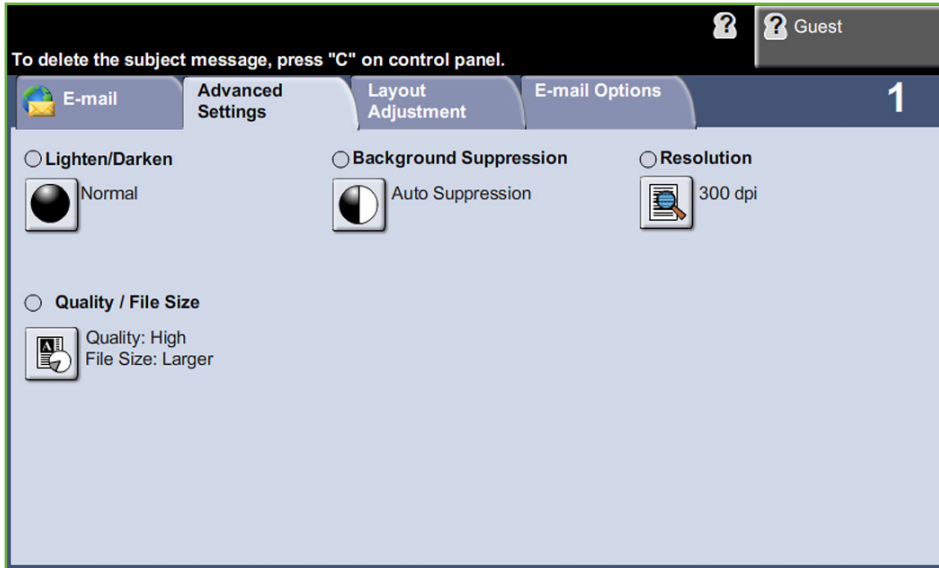 Guest
To delete the subject message, press "C" on control panel.
E-mail
Advanced
Settings
Layout
Adjustment
E-mail Options
1
Lighten/Darken
Normal
Background Suppression
Auto Suppression
Resolution
300 dpi
Quality / File Size
Quality: High
File Size: Larger